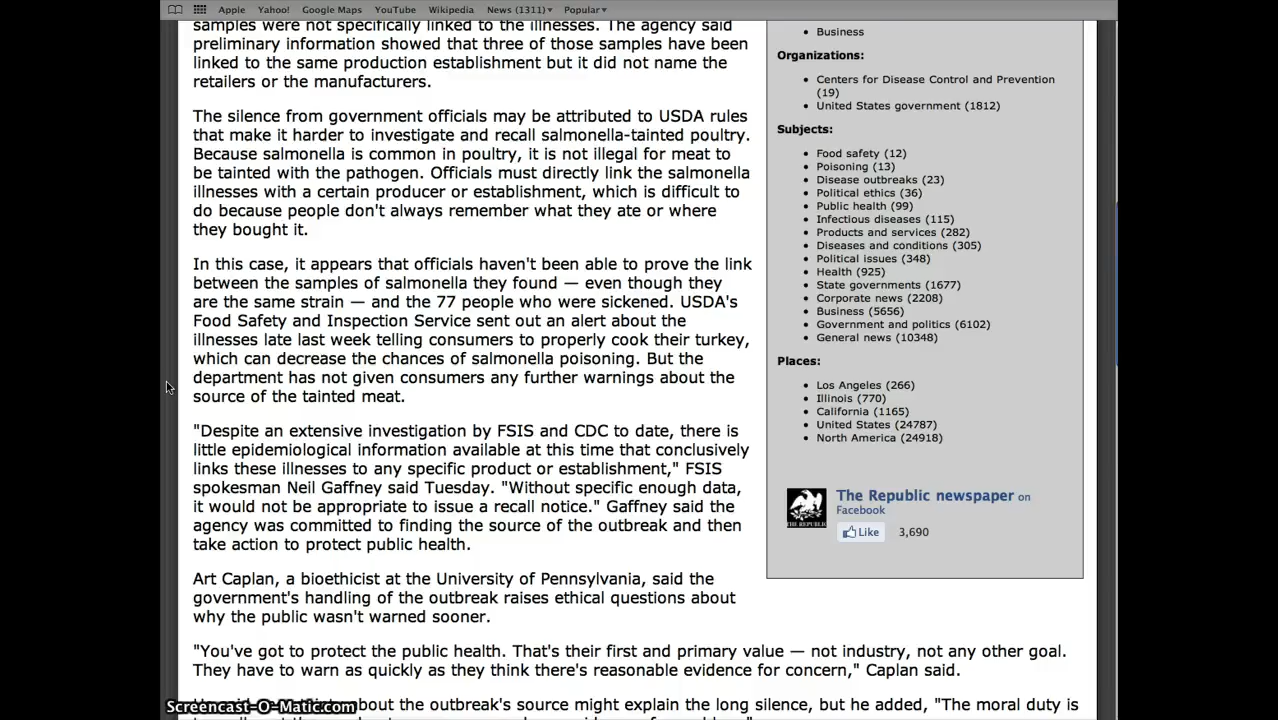 Apple Yahoo! Google Maps YouTube Wikipedia News (1311)▾ Popular▾
samples were not specifically linked to the illnesses. The agency said
preliminary information showed that three of those samples have been
linked to the same production establishment but it did not name the
retailers or the manufacturers.
The silence from government officials may be attributed to USDA rules
that make it harder to investigate and recall salmonella-tainted poultry.
Because salmonella is common in poultry, it is not illegal for meat to
be tainted with the pathogen. Officials must directly link the salmonella
illnesses with a certain producer or establishment, which is difficult to
do because people don't always remember what they ate or where
they bought it.
In this case, it appears that officials haven't been able to prove the link
between the samples of salmonella they found — even though they
are the same strain — and the 77 people who were sickened. USDA's
Food Safety and Inspection Service sent out an alert about the
illnesses late last week telling consumers to properly cook their turkey,
which can decrease the chances of salmonella poisoning. But the
department has not given consumers any further warnings about the
source of the tainted meat.
"Despite an extensive investigation by FSIS and CDC to date, there is
little epidemiological information available at this time that conclusively
links these illnesses to any specific product or establishment," FSIS
spokesman Neil Gaffney said Tuesday. "Without specific enough data,
it would not be appropriate to issue a recall notice." Gaffney said the
agency was committed to finding the source of the outbreak and then
take action to protect public health.
Art Caplan, a bioethicist at the University of Pennsylvania, said the
government's handling of the outbreak raises ethical questions about
why the public wasn't warned sooner.
"You've got to protect the public health. That's their first and primary value — not industry, not any other goal.
They have to warn as quickly as they think there's reasonable evidence for concern," Caplan said.
about the outbreak's source might explain the long silence, but he added, "The moral duty is
Screencast-O-Matic.com
• Business
Organizations:
• Centers for Disease Control and Prevention
(19)
• United States government (1812)
Subjects:
• Food safety (12)
• Poisoning (13)
• Disease outbreaks (23)
• Political ethics (36)
• Public health (99)
• Infectious diseases (115)
• Products and services (282)
• Diseases and conditions (305)
• Political issues (348)
• Health (925)
• State governments (1677)
• Corporate news (2208)
• Business (5656)
• Government and politics (6102)
• General news (10348)
Places:
• Los Angeles (266)
• Illinois (770)
• California (1165)
• United States (24787)
• North America (24918)
THE REPUBLIC
The Republic newspaper on
Facebook
Like 3,690